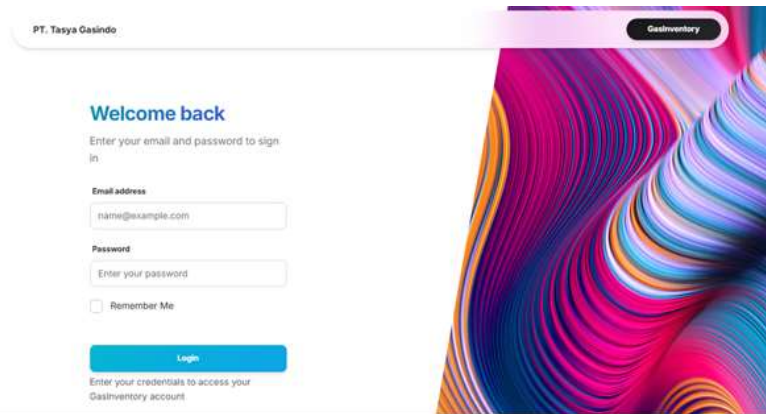 PT. Tasya Gasindo
GasInventory
Welcome back
Enter your email and password to sign
in
Email address
name@example.com
Password
Enter your password
Remember Me
Login
Enter your credentials to access your
GasInventory account